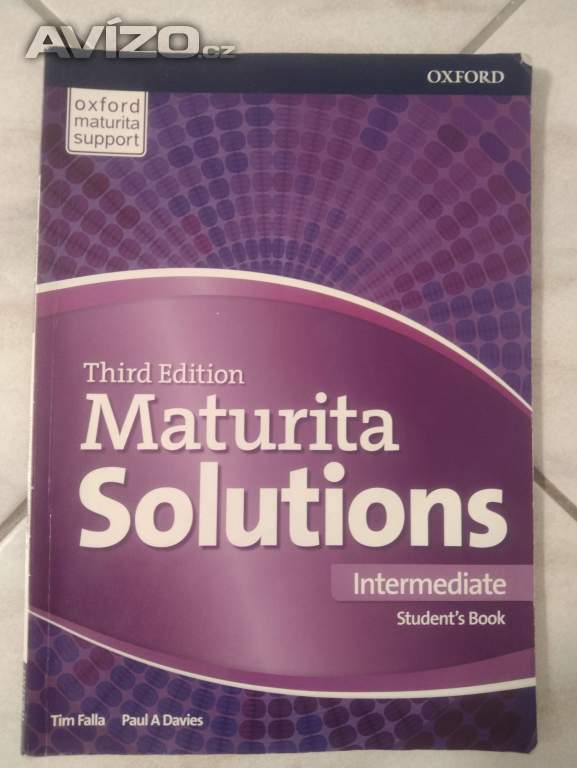 AVÍZO.cz
OXFORD
oxford
maturita
support
Third Edition
Maturita
Solutions
Intermediate
Student's Book
Tim Falla Paul A Davies